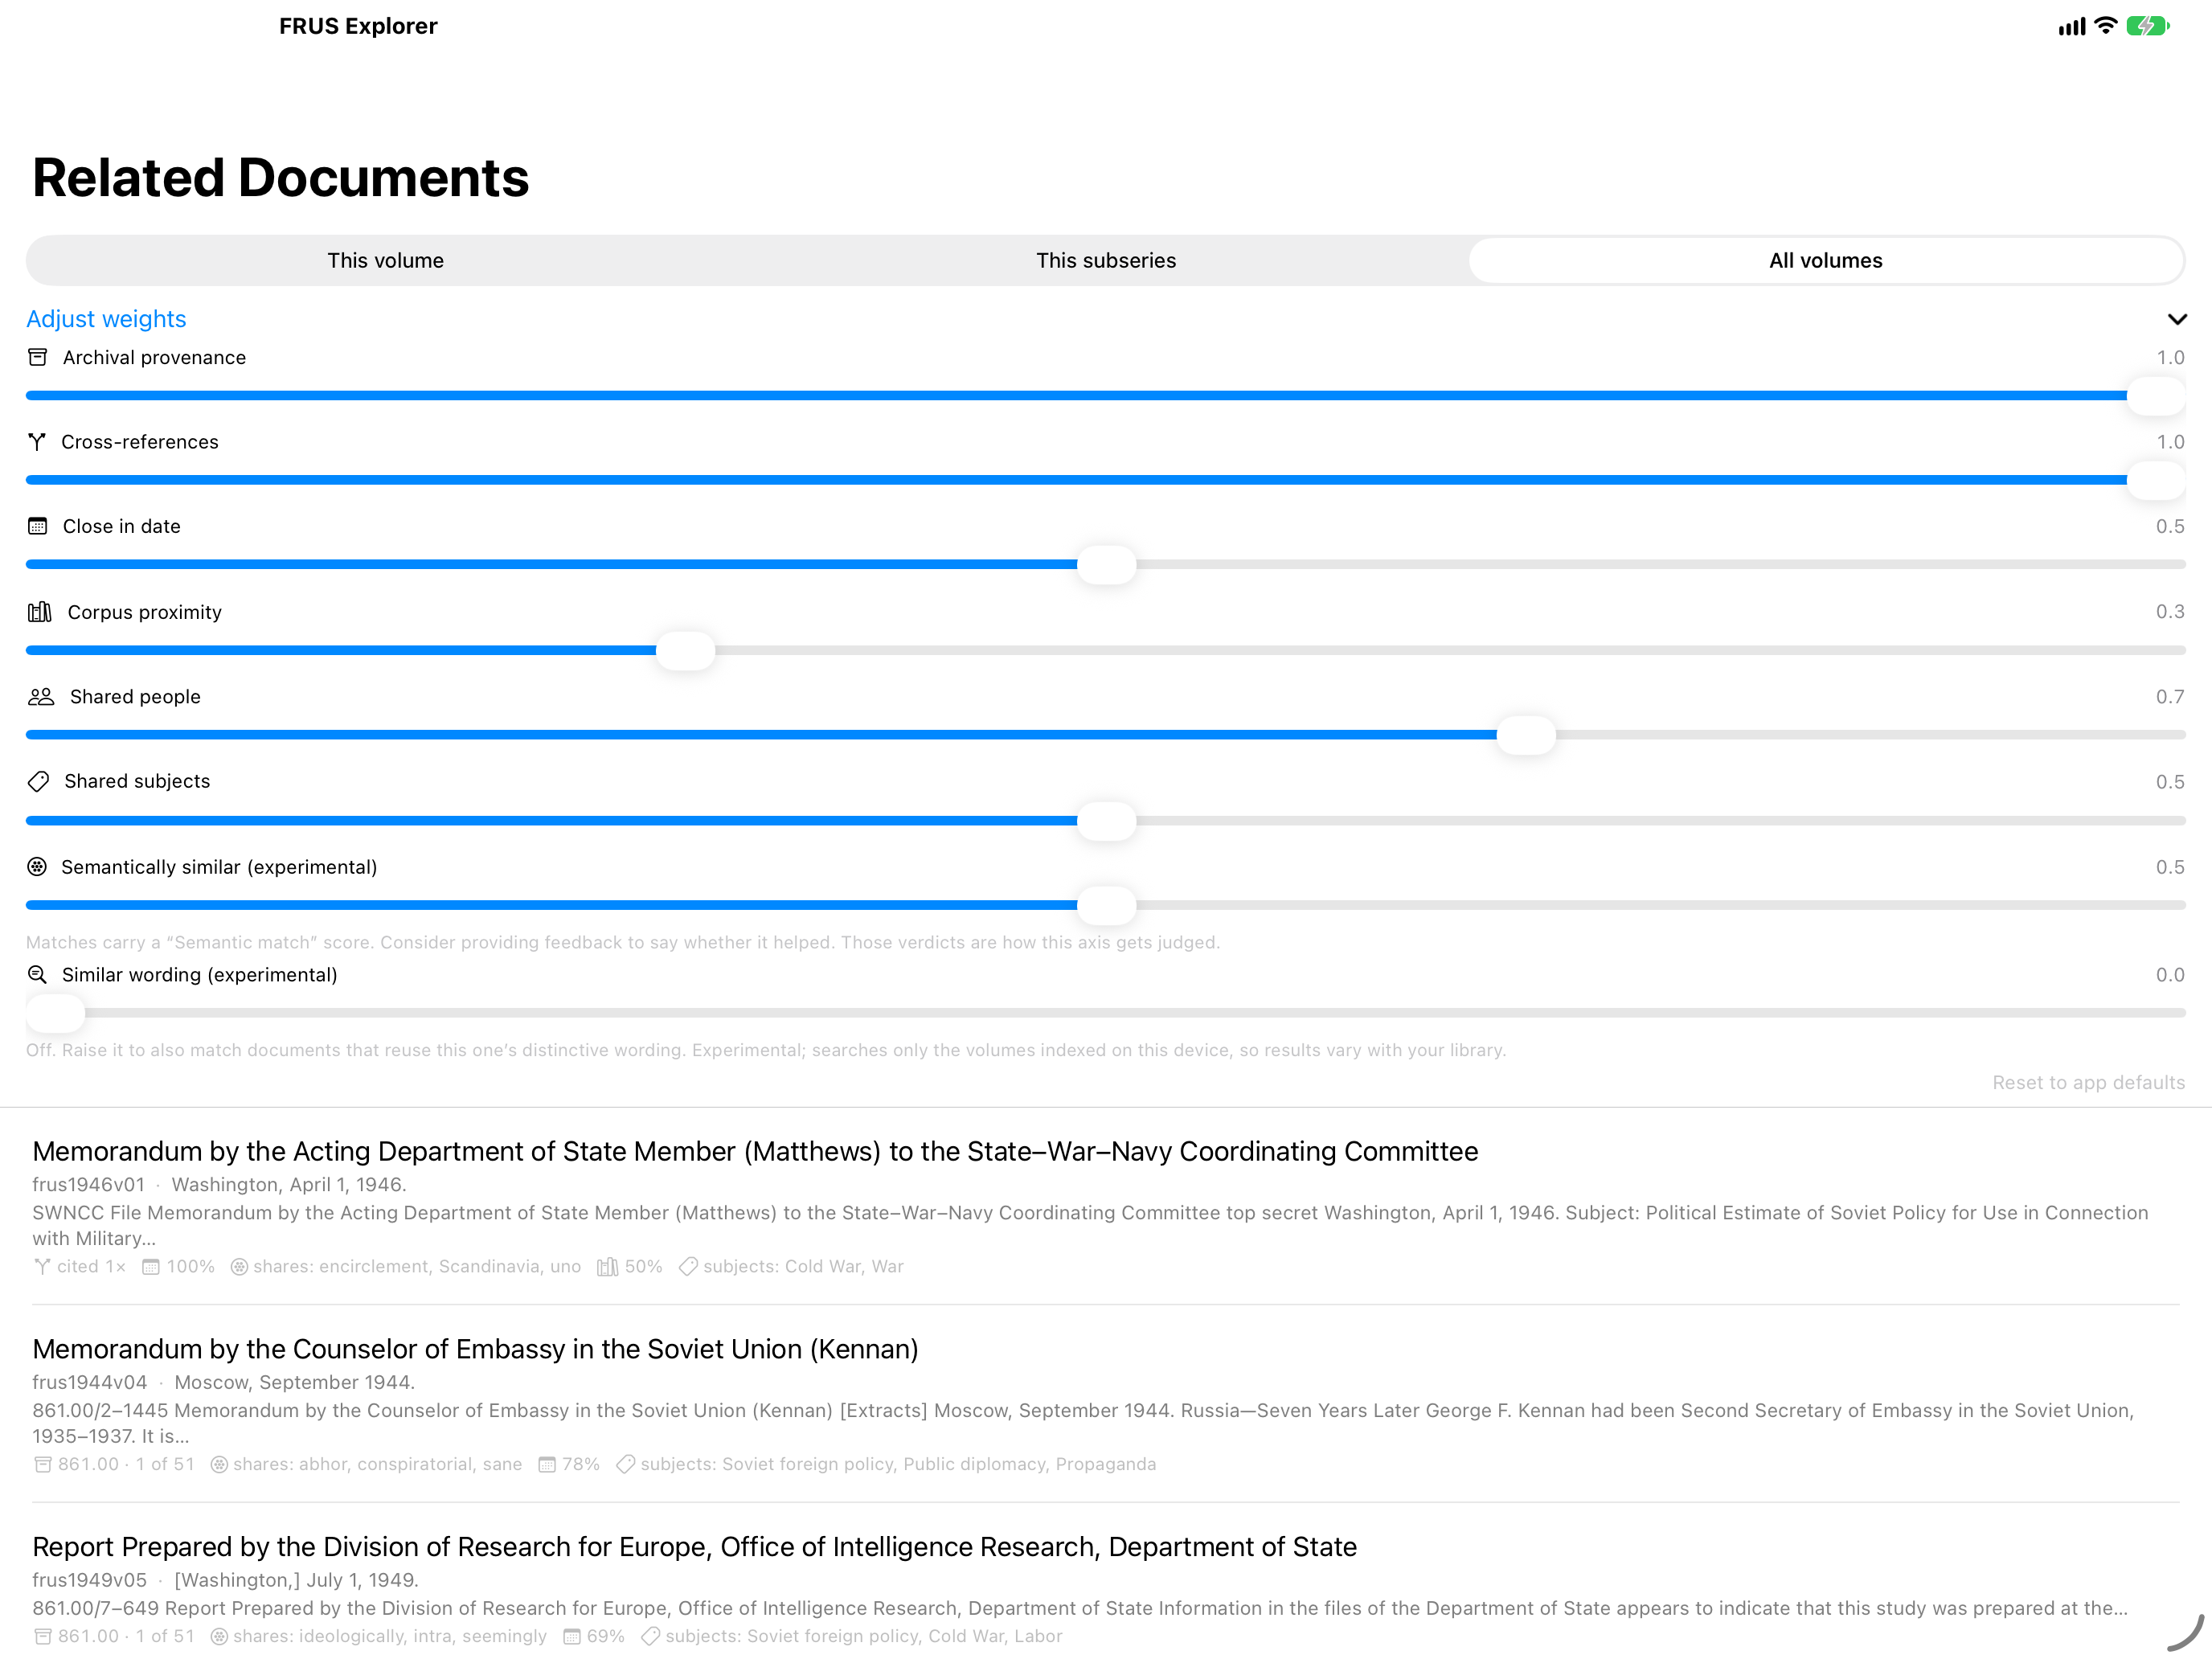 FRUS Explorer
Related Documents
This volume
This subseries
All volumes
Adjust weights
Archival provenance
1.0
Cross-references
1.0
Close in date
0.5
Corpus proximity
0.3
Shared people
0.7
Shared subjects
0.5
Semantically similar (experimental)
0.5
Matches carry a “Semantic match” score. Consider providing feedback to say whether it helped. Those verdicts are how this axis gets judged.
Similar wording (experimental)
0.0
Off. Raise it to also match documents that reuse this one’s distinctive wording. Experimental; searches only the volumes indexed on this device, so results vary with your library.
Reset to app defaults
Memorandum by the Acting Department of State Member (Matthews) to the State–War–Navy Coordinating Committee
frus1946v01 · Washington, April 1, 1946.
SWNCC File Memorandum by the Acting Department of State Member (Matthews) to the State–War–Navy Coordinating Committee top secret Washington, April 1, 1946. Subject: Political Estimate of Soviet Policy for Use in Connection
with Military...
cited 1× 100% shares: encirclement, Scandinavia, uno 50% subjects: Cold War, War
Memorandum by the Counselor of Embassy in the Soviet Union (Kennan)
frus1944v04 · Moscow, September 1944.
861.00/2–1445 Memorandum by the Counselor of Embassy in the Soviet Union (Kennan) [Extracts] Moscow, September 1944. Russia—Seven Years Later George F. Kennan had been Second Secretary of Embassy in the Soviet Union,
1935–1937. It is...
861.00 · 1 of 51 shares: abhor, conspiratorial, sane 78% subjects: Soviet foreign policy, Public diplomacy, Propaganda
Report Prepared by the Division of Research for Europe, Office of Intelligence Research, Department of State
frus1949v05 · [Washington,] July 1, 1949.
861.00/7–649 Report Prepared by the Division of Research for Europe, Office of Intelligence Research, Department of State Information in the files of the Department of State appears to indicate that this study was prepared at the...
861.00 · 1 of 51 shares: ideologically, intra, seemingly 69% subjects: Soviet foreign policy, Cold War, Labor